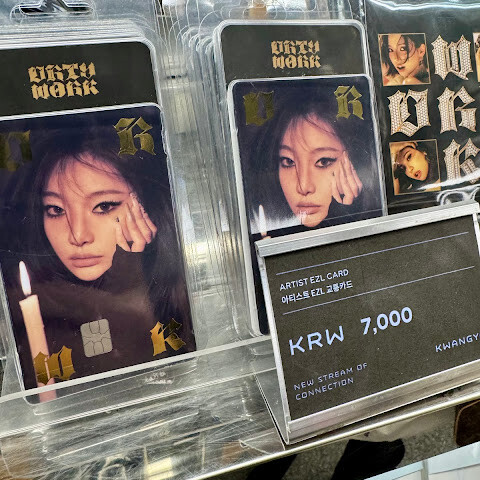 DRTY
WORK
DRTY
WORK
D R
W K
D R
W
D R
K
ARTIST EZL CARD
아티스트 EZL 교통카드
KRW 7,000
NEW STREAM OF
CONNECTION
KWANGY